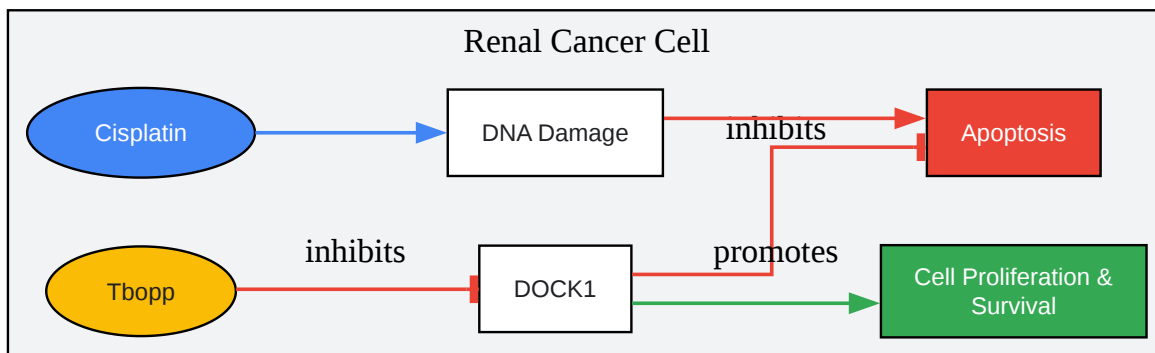 Renal Cancer Cell
Cisplatin
DNA Damage
inhibits
Apoptosis
Tbopp
inhibits
DOCK1
promotes
Cell Proliferation &
Survival